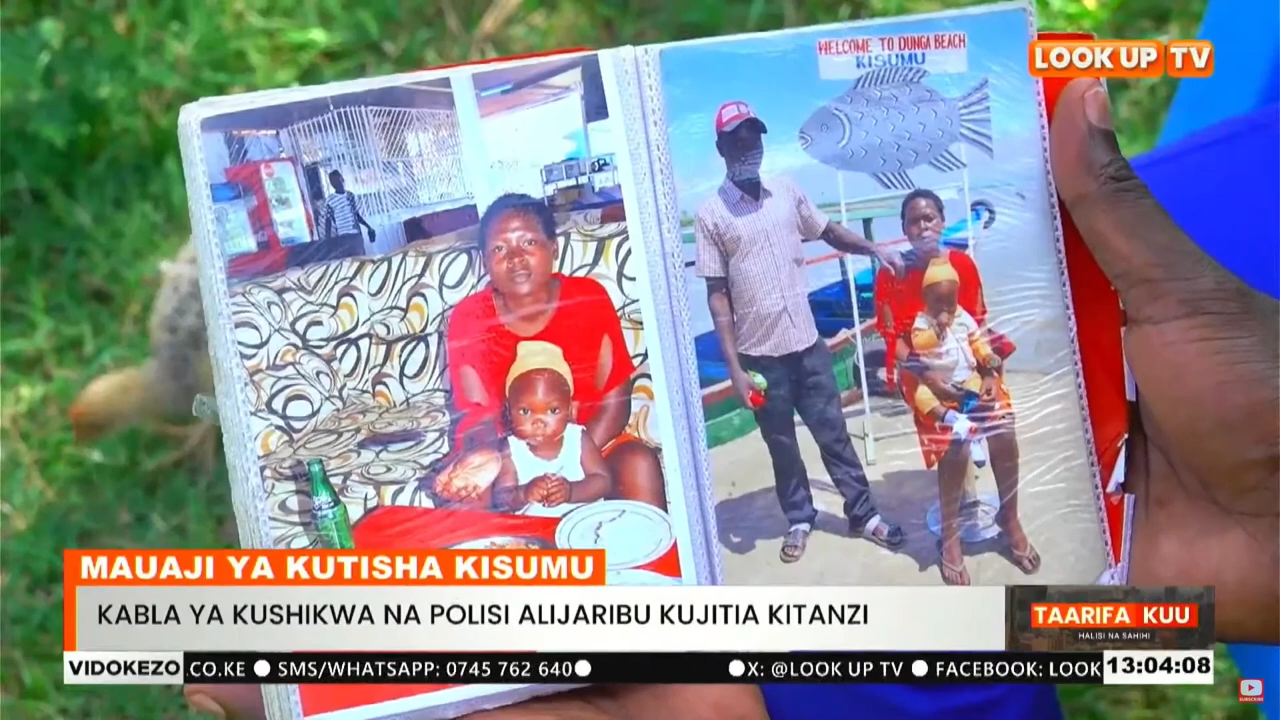 WELCOME TO DUNGA BEACH
KISUMU
LOOK UP TV
MAUAJI YA KUTISHA KISUMU
KABLA YA KUSHIKWA NA POLISI ALIJARIBU KUJITIA KITANZI
TAARIFA KUU
HALISI NA SAHIHI
VIDOKEZO .CO.KE ● SMS/WHATSAPP: 0745 762 640● ●X: @LOOK UP TV ● FACEBOOK: LOOK 13:04:08
SUBSCRIBE